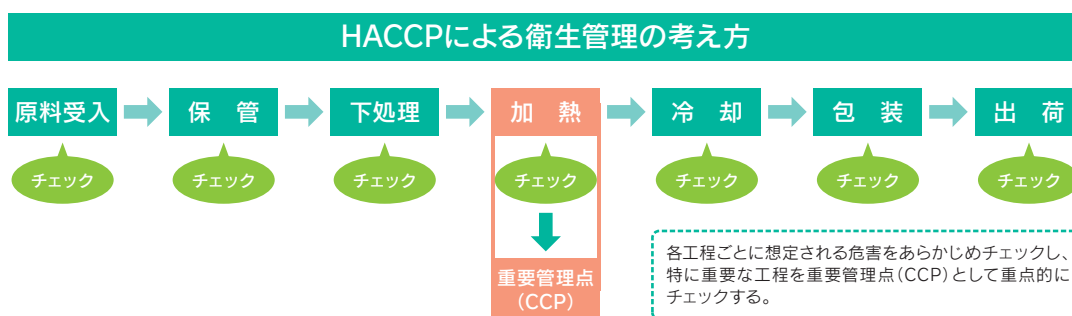 HACCPによる衛生管理の考え方
原料受入
保　管
下処理
加　熱
冷　却
包　装
出　荷
チェック
チェック
チェック
チェック
チェック
チェック
チェック
重要管理点
(CCP)
各工程ごとに想定される危害をあらかじめチェックし、
特に重要な工程を重要管理点(CCP)として重点的に
チェックする。